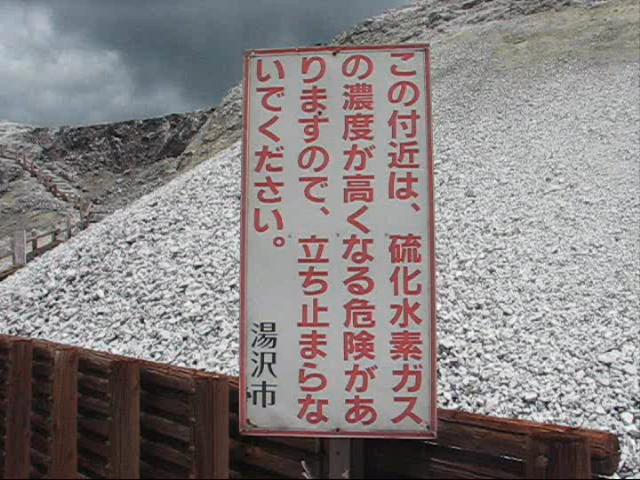 この付近は、硫化水素ガス
の濃度が高くなる危険があ
りますので、立ち止まらな
いでください。
湯沢市